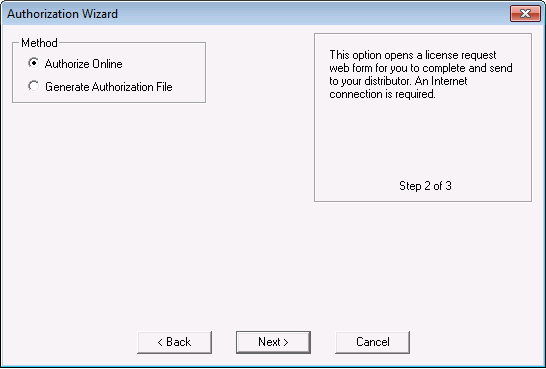 Authorization Wizard
Method
Authorize Online
Generate Authorization File
This option opens a license request
web form for you to complete and send
to your distributor. An Internet
connection is required.
Step 2 of 3
< Back
Next >
Cancel